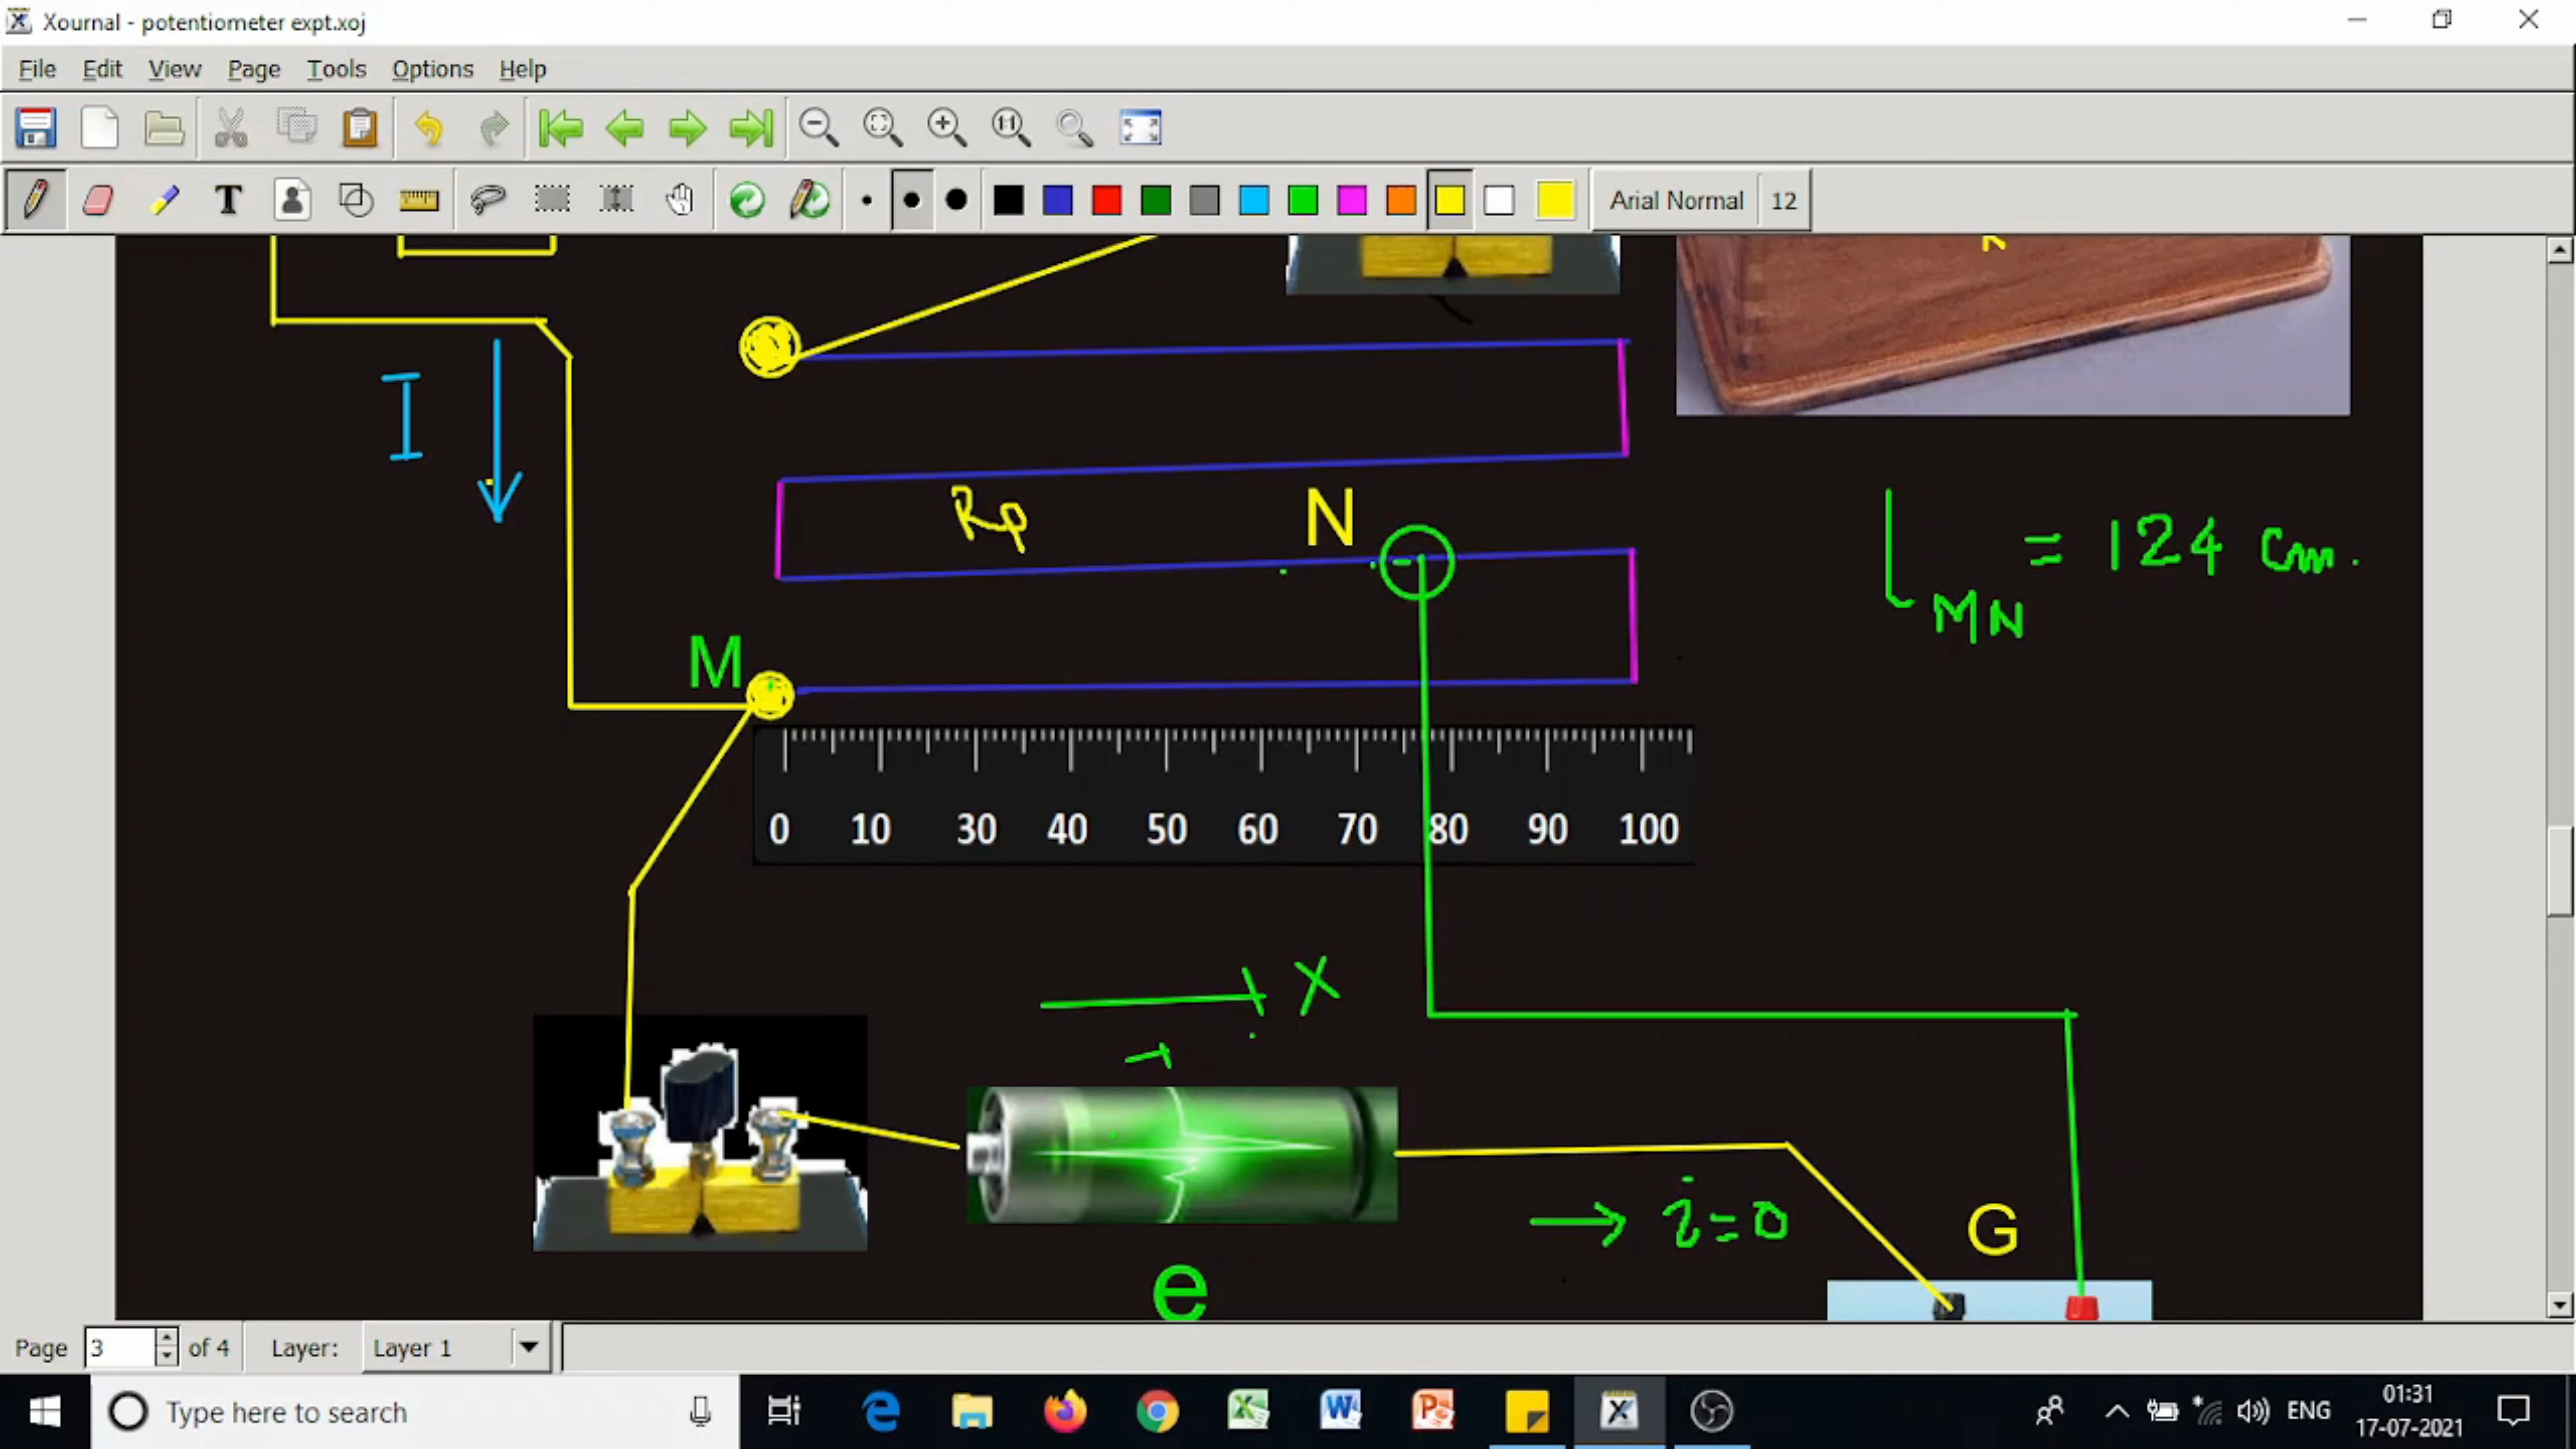 Xournal - potentiometer expt.xoj
File Edit View Page Tools Options Help
Arial Normal 12
I
Rp
N
L MN = 124 cm.
M
0 10 30 40 50 60 70 80 90 100
X
→ i=0
G
e
Page 3 of 4 Layer: Layer 1
Type here to search
ENG
01:31
17-07-2021